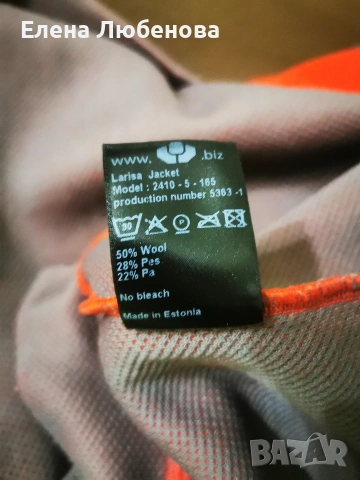 Елена Любенова
www. .biz
Larisa Jacket
Model : 2410 - 5 - 165
production number 5363 -1
30 P
50% Wool
28% Pes
22% Pa
No bleach
Made in Estonia
BAZAR